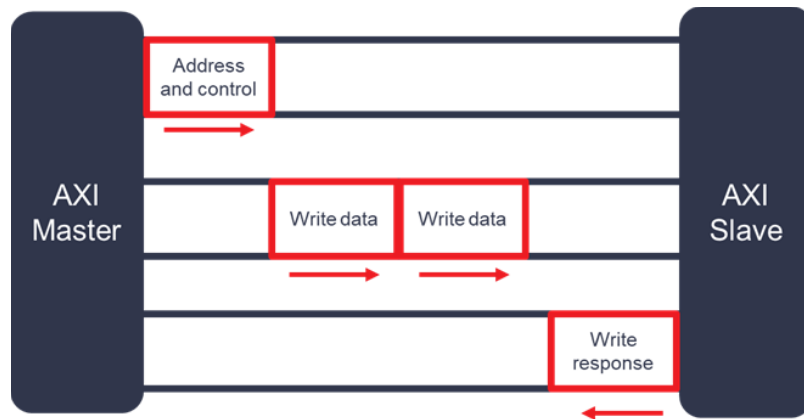 Address
and control
AXI
Master
Write data
Write data
AXI
Slave
Write
response